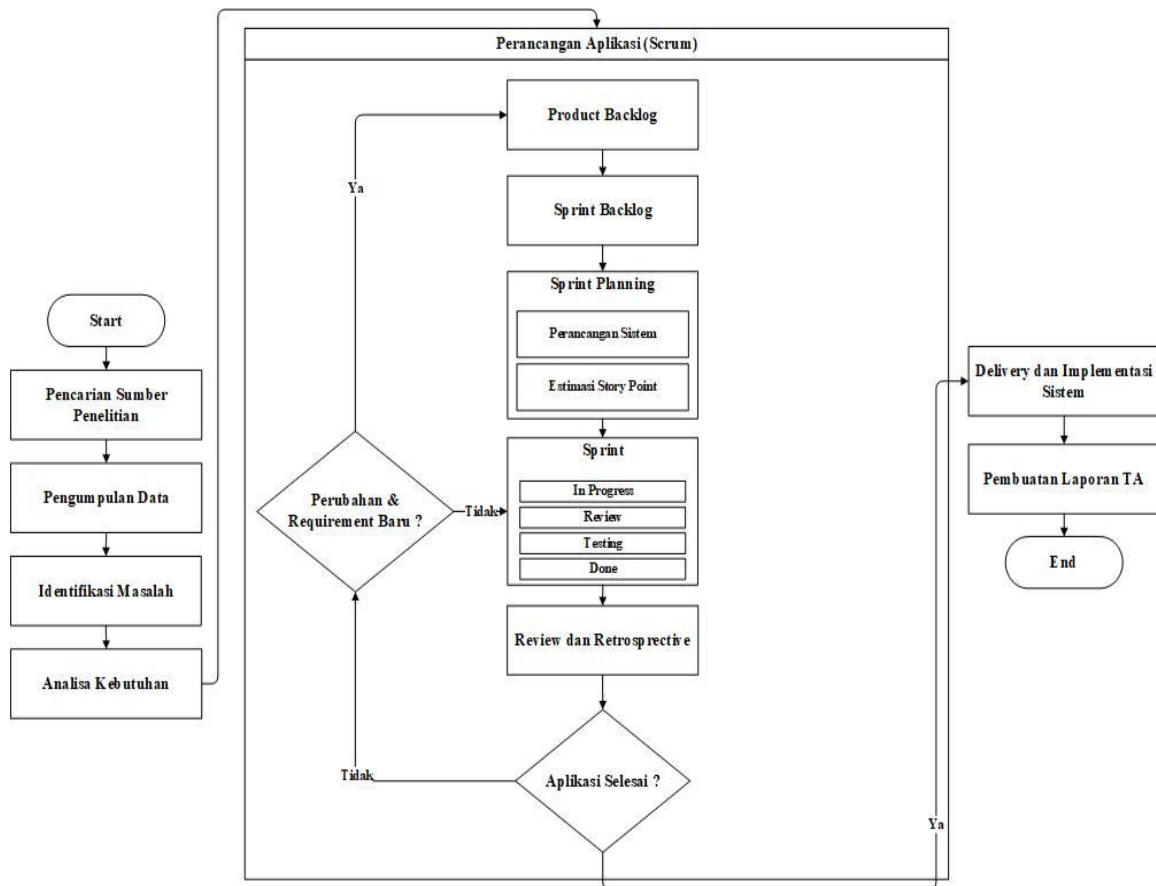 Start
Pencarian Sumber
Penelitian
Pengumpulan Data
Identifikasi Masalah
Analisa Kebutuhan
Perancangan Aplikasi (Scrum)
Product Backlog
Sprint Backlog
Sprint Planning
Perancangan Sistem
Estimasi Story Point
Sprint
In Progress
Review
Testing
Done
Review dan Retrosprective
Aplikasi Selesai ?
Tidak
Perubahan &
Requirement Baru ?
Tidak
Ya
Ya
Delivery dan Implementasi
Sistem
Pembuatan Laporan TA
End